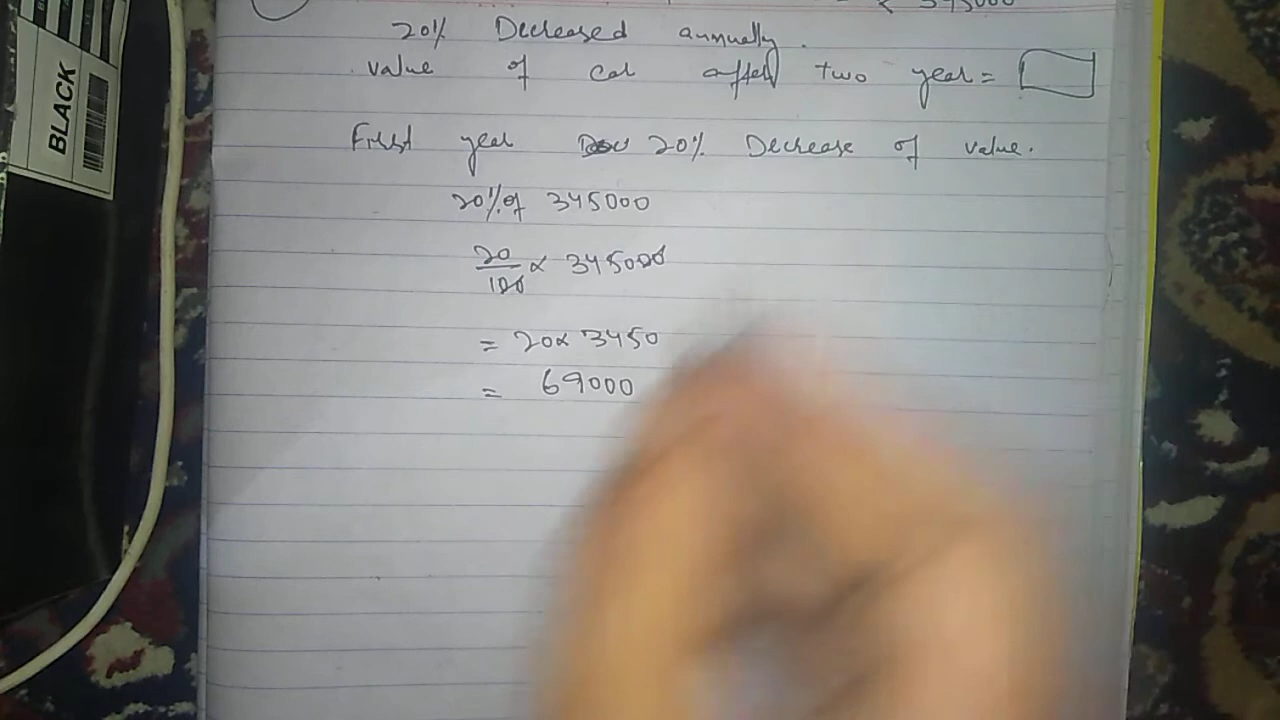 ₹ 345000
20% Decreased annually.
value of car after two year =
First year 20% Decrease of value.
20% of 345000
20/100 × 345000
= 20 × 3450
= 69000
BLACK